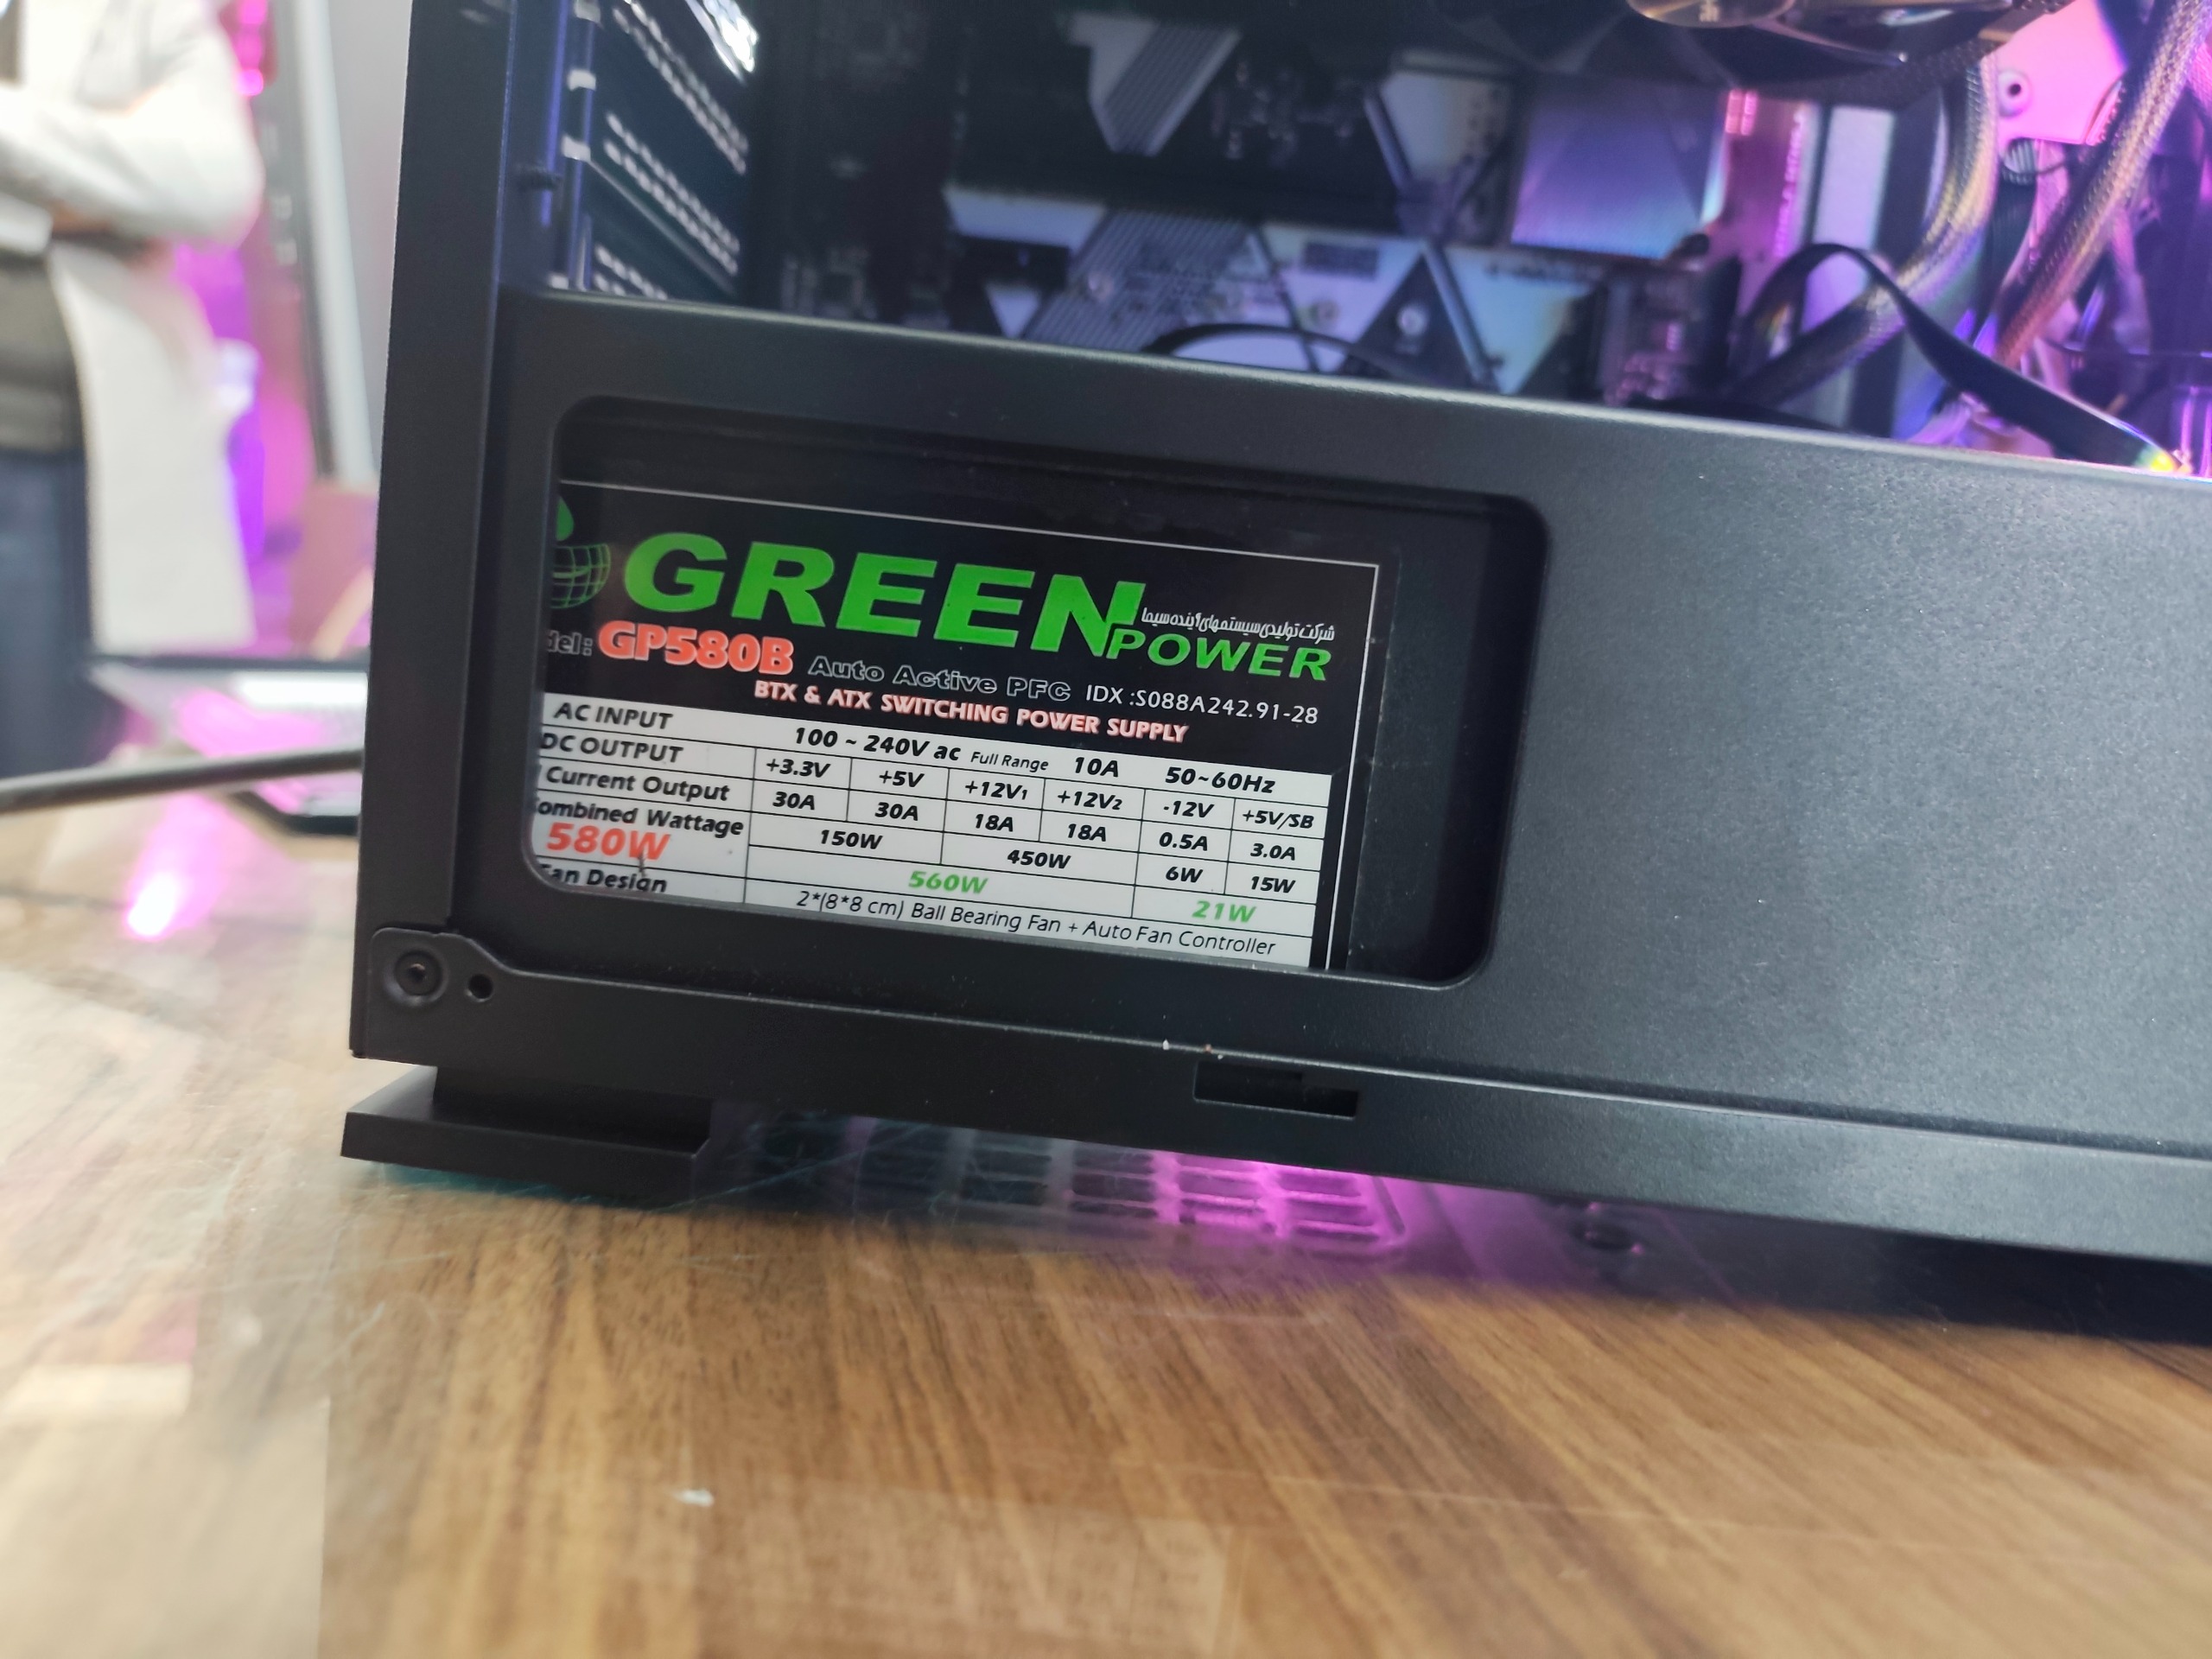 GREEN
شرکت تولیدی سیستمهای آینده سیما
POWER
del: GP580B Auto Active PFC IDX :S088A242.91-28
BTX & ATX SWITCHING POWER SUPPLY
AC INPUT 100 ~ 240V ac Full Range 10A 50~60Hz
DC OUTPUT +3.3V +5V +12V1 +12V2 -12V +5V/SB
Current Output 30A 30A 18A 18A 0.5A 3.0A
ombined Wattage 150W 450W 6W 15W
580W 560W 21W
Fan Design 2*(8*8 cm) Ball Bearing Fan + Auto Fan Controller